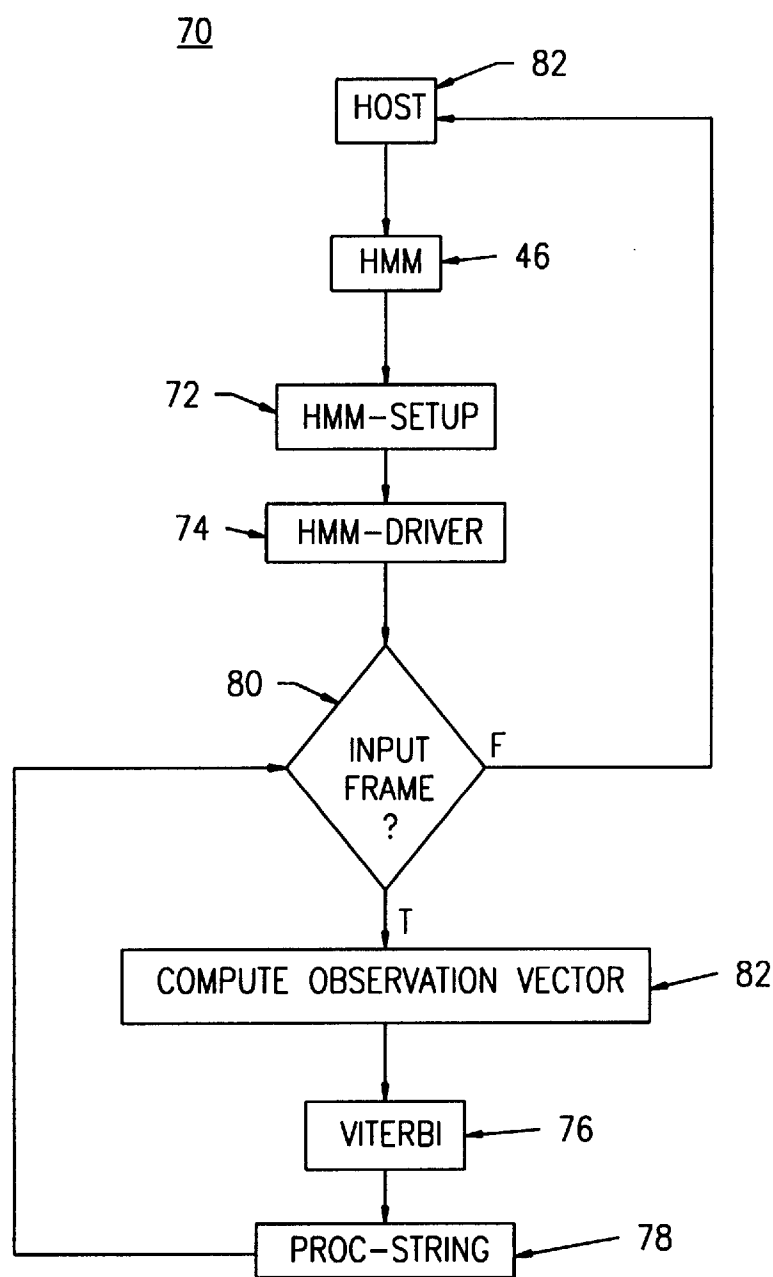 70
82
HOST
HMM
46
72
HMM-SETUP
74
HMM-DRIVER
80
INPUT
FRAME
?
F
T
COMPUTE OBSERVATION VECTOR
82
VITERBI
76
PROC-STRING
78